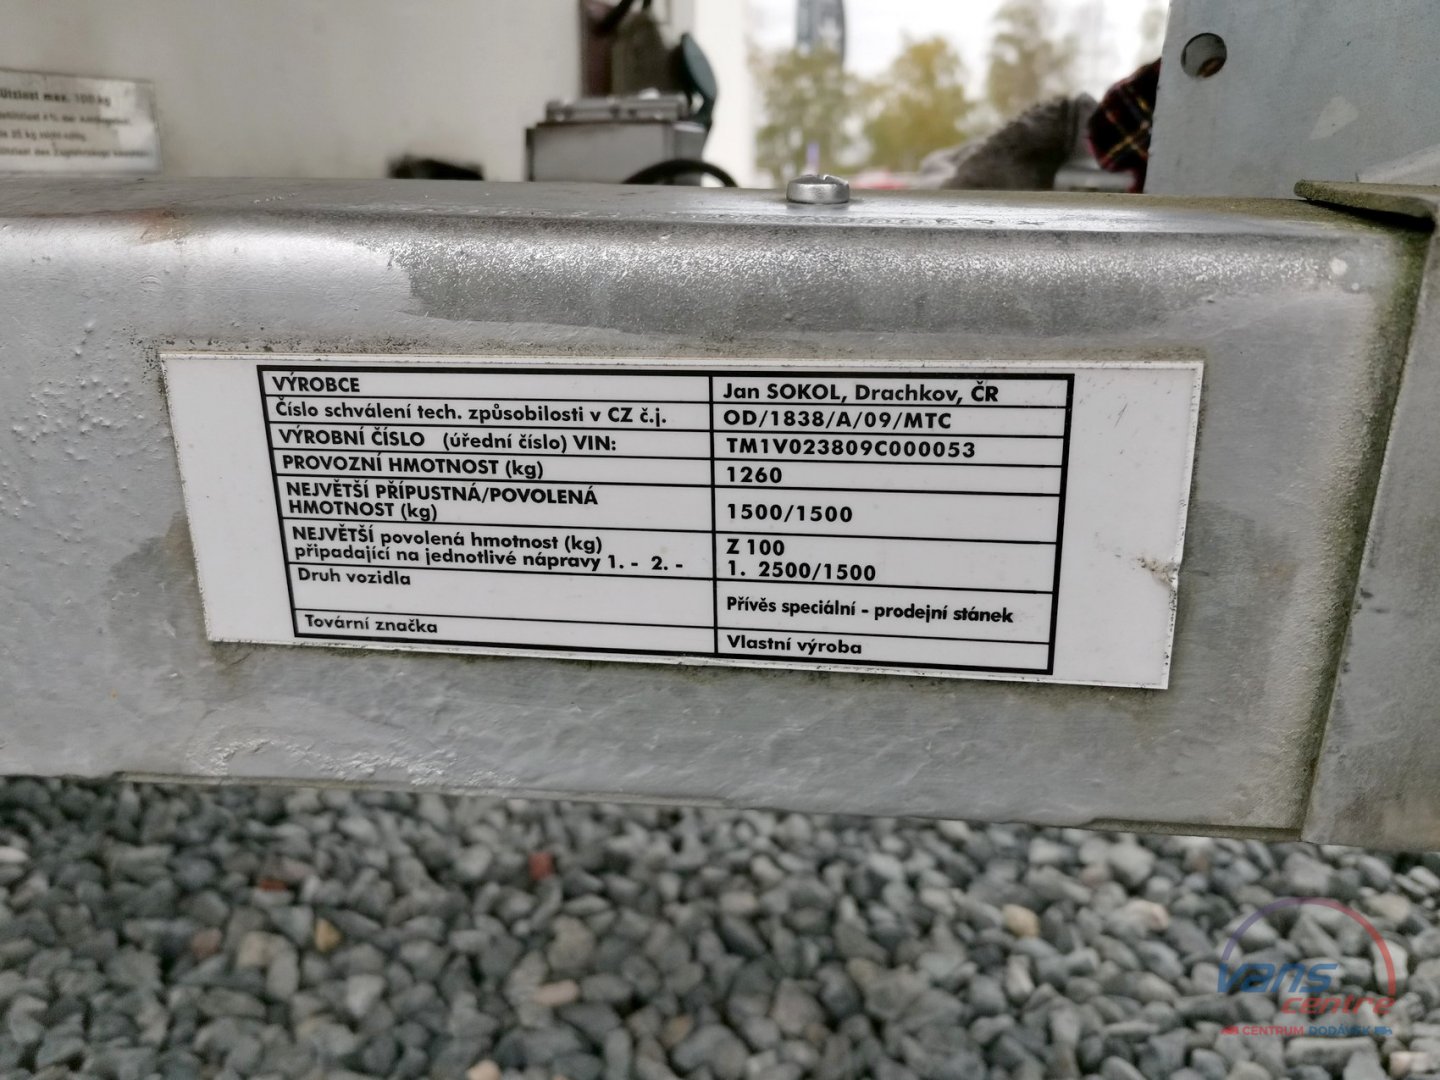 max. 100 kg
VÝROBCE Jan SOKOL, Drachkov, ČR
Číslo schválení tech. způsobilosti v CZ č.j. OD/1838/A/09/MTC
VÝROBNÍ ČÍSLO (úřední číslo) VIN: TM1V023809C000053
PROVOZNÍ HMOTNOST (kg) 1260
NEJVĚTŠÍ PŘÍPUSTNÁ/POVOLENÁ
HMOTNOST (kg) 1500/1500
NEJVĚTŠÍ povolená hmotnost (kg) Z 100
připadající na jednotlivé nápravy 1. - 2. - 1. 2500/1500
Druh vozidla Přívěs speciální - prodejní stánek
Tovární značka Vlastní výroba
vans
centre
CENTRUM DODÁVEK